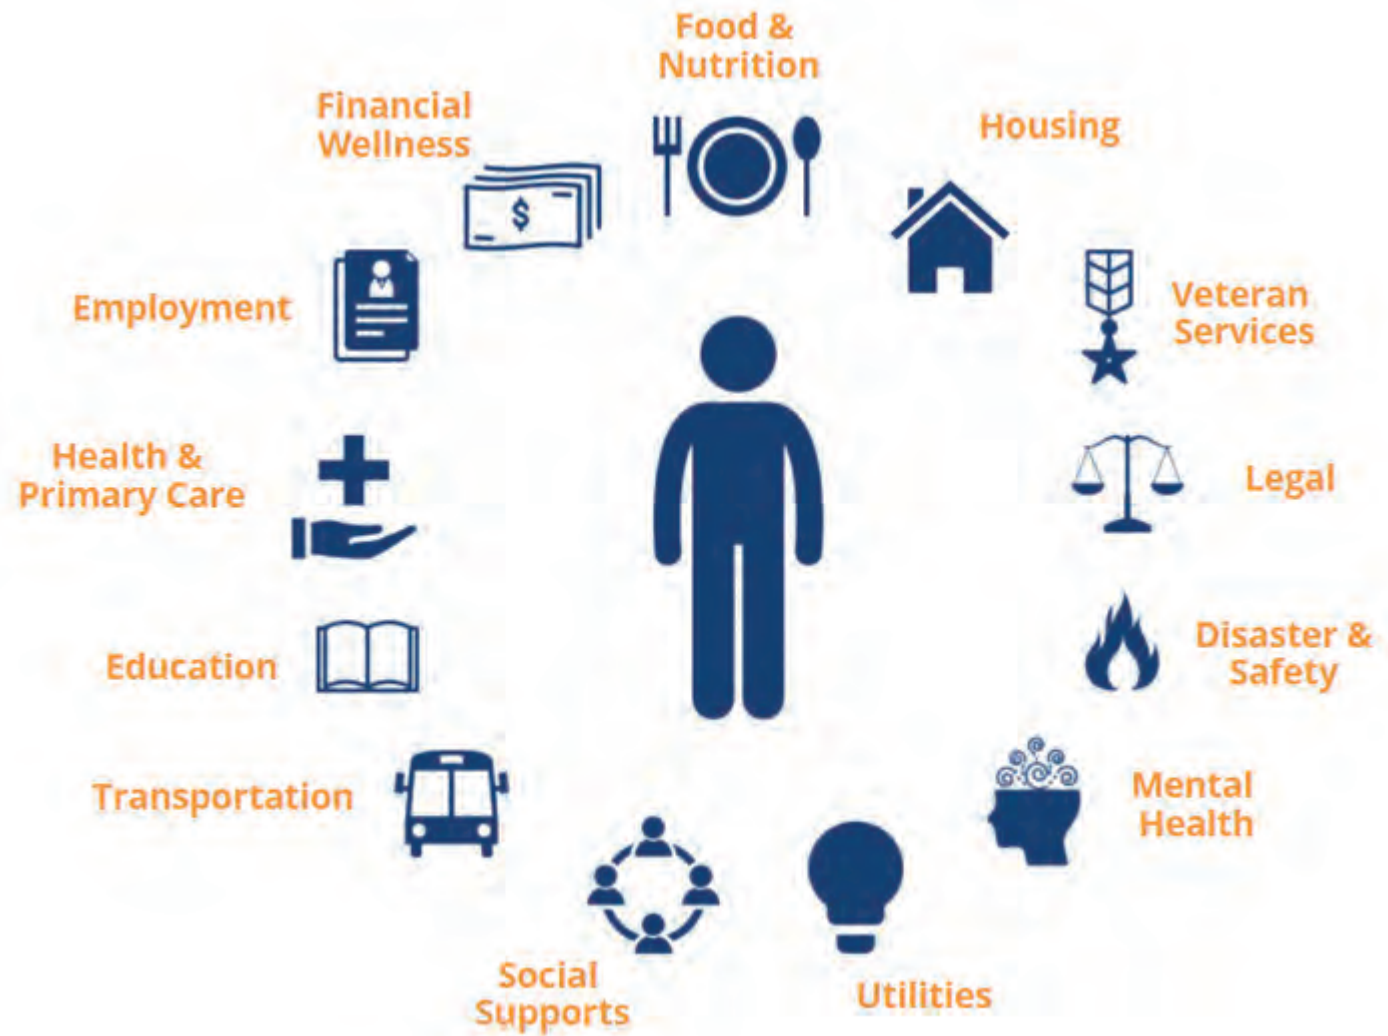 Food &
Nutrition
Financial
Wellness
Housing
Employment
Veteran
Services
Health &
Primary Care
Legal
Education
Disaster &
Safety
Transportation
Mental
Health
Social
Supports
Utilities
$